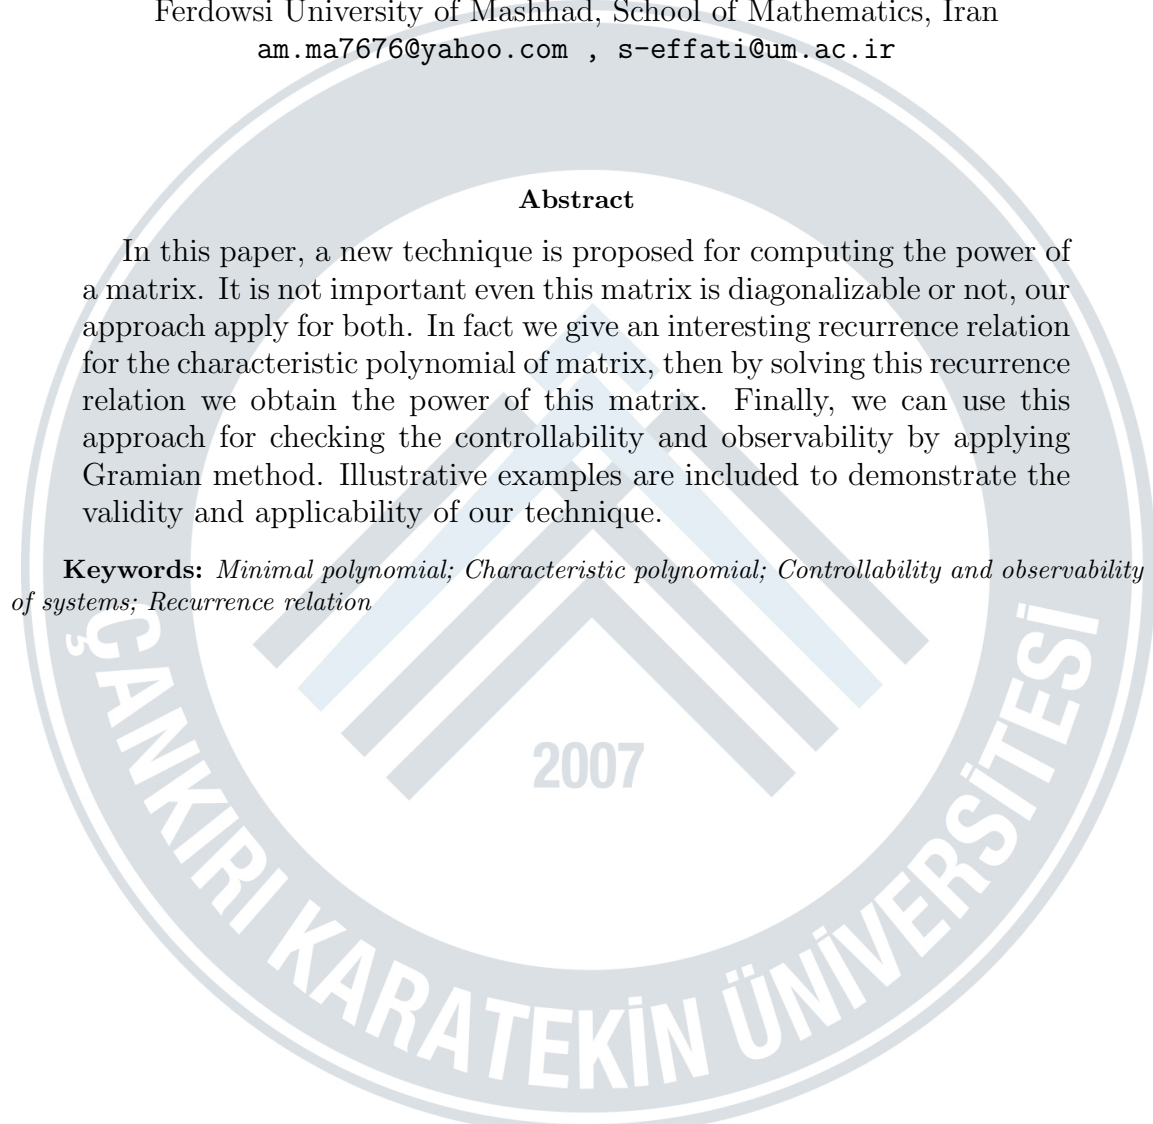 Ferdowsi University of Mashhad, School of Mathematics, Iran
am.ma7676@yahoo.com , s-effati@um.ac.ir
Abstract
In this paper, a new technique is proposed for computing the power of
a matrix. It is not important even this matrix is diagonalizable or not, our
approach apply for both. In fact we give an interesting recurrence relation
for the characteristic polynomial of matrix, then by solving this recurrence
relation we obtain the power of this matrix. Finally, we can use this
approach for checking the controllability and observability by applying
Gramian method. Illustrative examples are included to demonstrate the
validity and applicability of our technique.
Keywords: Minimal polynomial; Characteristic polynomial; Controllability and observability
of systems; Recurrence relation
2007
ÇANKIRI KARATEKİN ÜNİVERSİTESİ